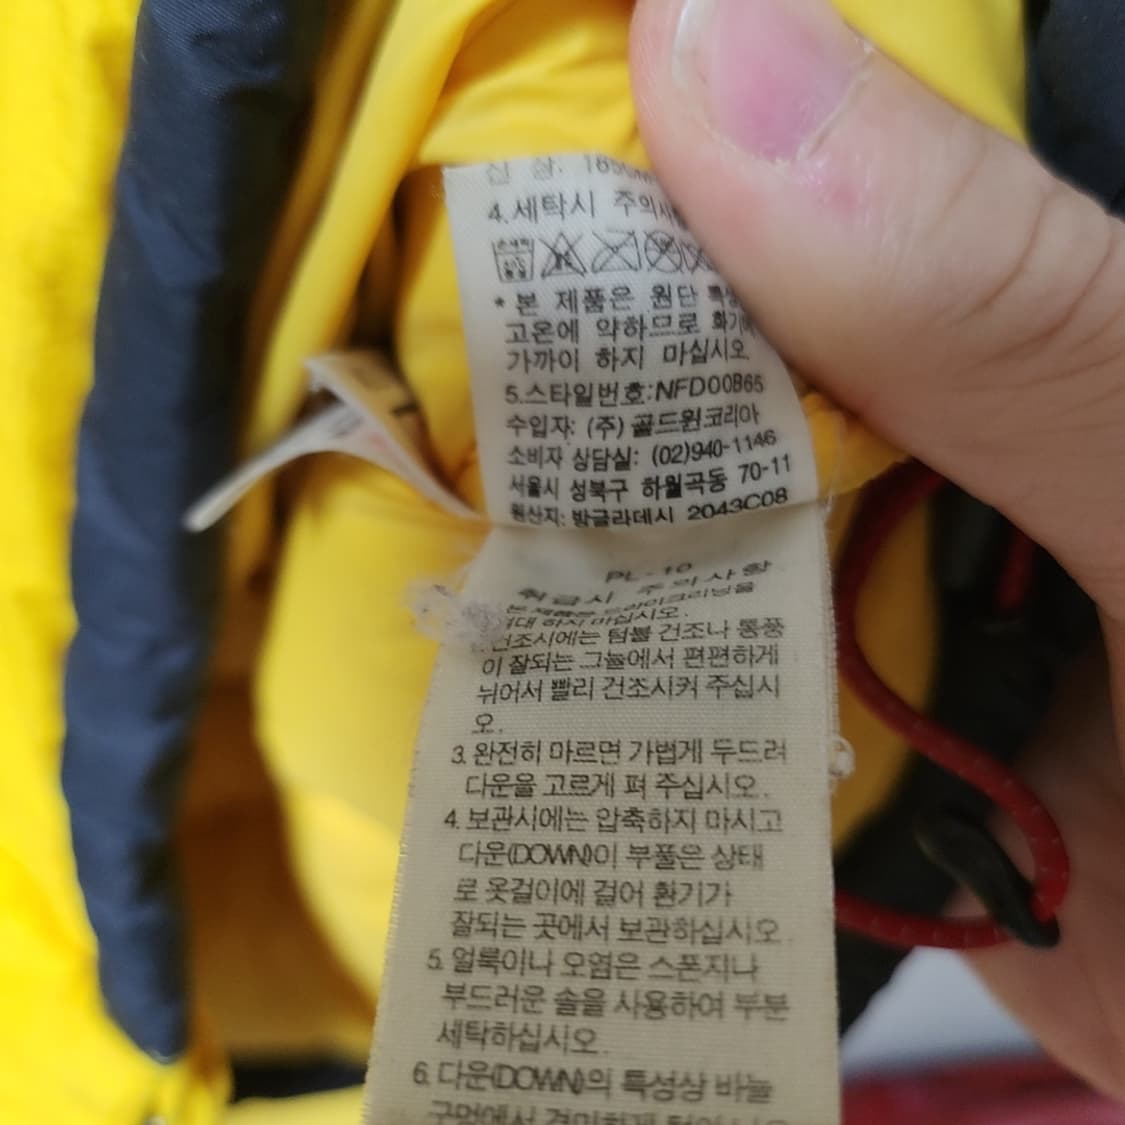 신 장:
4. 세탁시 주의사
* 본 제품은 원단
고온에 약하므로 화기에
가까이 하지 마십시오.
5.스타일번호:NFD00B65
수입자: (주) 골드윈코리아
소비자 상담실: (02)940-1146
서울시 성북구 하월곡동 70-11
원산지: 방글라데시 2043C08
PL-10
취급시 주의사항
본 제품은 드라이크리닝을
하지 마십시오.
건조시에는 텀블 건조나 통풍
이 잘되는 그늘에서 편편하게
뉘어서 빨리 건조시켜 주십시
오.
3. 완전히 마르면 가볍게 두드려
다운을 고르게 펴 주십시오.
4. 보관시에는 압축하지 마시고
다운(DOWN)이 부풀은 상태
로 옷걸이에 걸어 환기가
잘되는 곳에서 보관하십시오.
5. 얼룩이나 오염은 스폰지나
부드러운 솔을 사용하여 부분
세탁하십시오.
6. 다운(DOWN)의 특성상 바늘
구멍에서